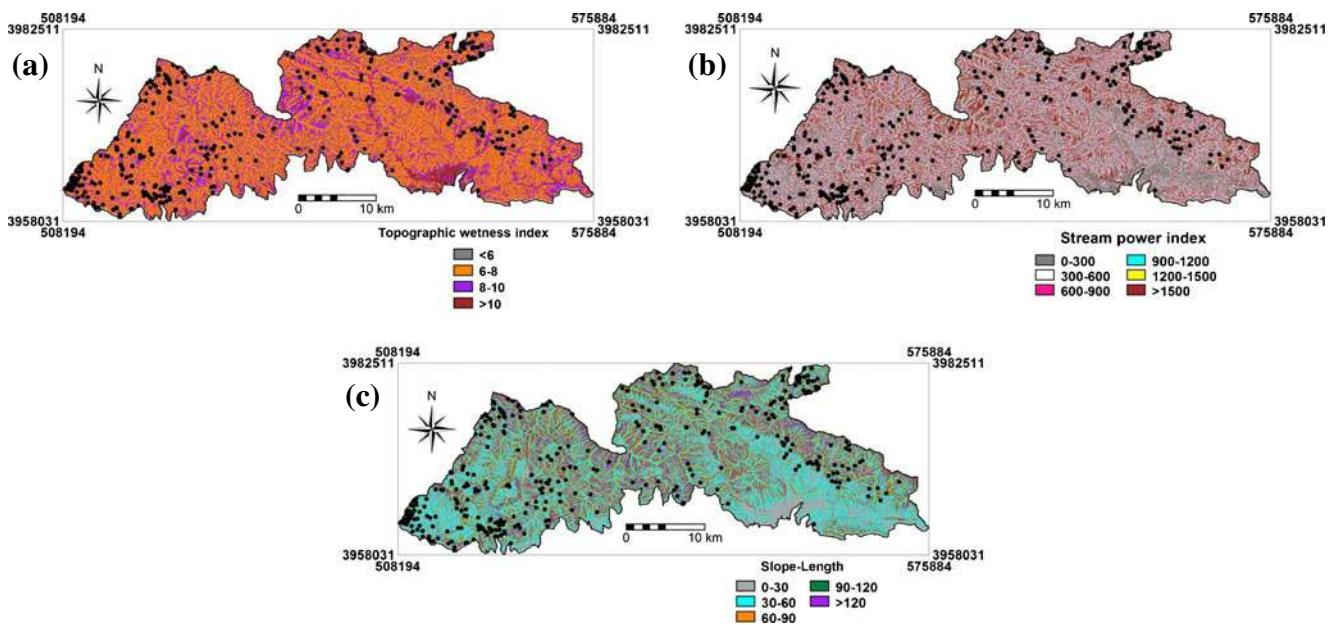 508194
575884
3982511
3982511
(a)
N
0 10 km
3958031
3958031
508194
575884
Topographic wetness index
<6
6-8
8-10
>10
508194
575884
3982511
3982511
(b)
N
0 10 km
3958031
3958031
508194
575884
Stream power index
0-300 900-1200
300-600 1200-1500
600-900 >1500
508194
575884
3982511
3982511
(c)
N
0 10 km
3958031
3958031
508194
575884
Slope-Length
0-30 90-120
30-60 >120
60-90